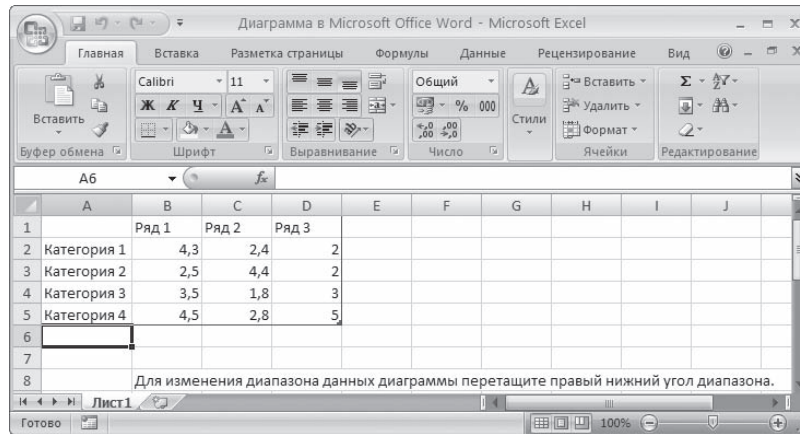 Диаграмма в Microsoft Office Word - Microsoft Excel
Главная Вставка Разметка страницы Формулы Данные Рецензирование Вид
Вставить
Calibri 11
Ж К Ч
Общий
% 000
Стили
Вставить
Удалить
Формат
Σ
Буфер обмена Шрифт Выравнивание Число Ячейки Редактирование
A6 fx
A B C D E F G H I J
1 Ряд 1 Ряд 2 Ряд 3
2 Категория 1 4,3 2,4 2
3 Категория 2 2,5 4,4 2
4 Категория 3 3,5 1,8 3
5 Категория 4 4,5 2,8 5
6
7
8 Для изменения диапазона данных диаграммы перетащите правый нижний угол диапазона.
Лист1
Готово 100%